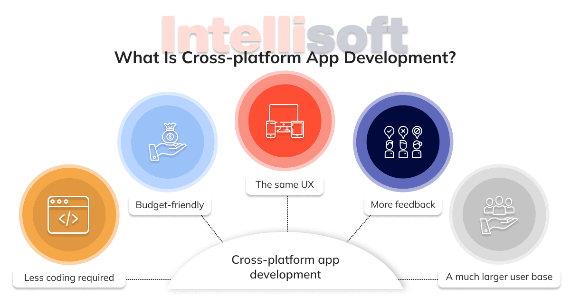 Intellisoft
What Is Cross-platform App Development?
The same UX
Budget-friendly
More feedback
Less coding required
Cross-platform app
development
A much larger user base